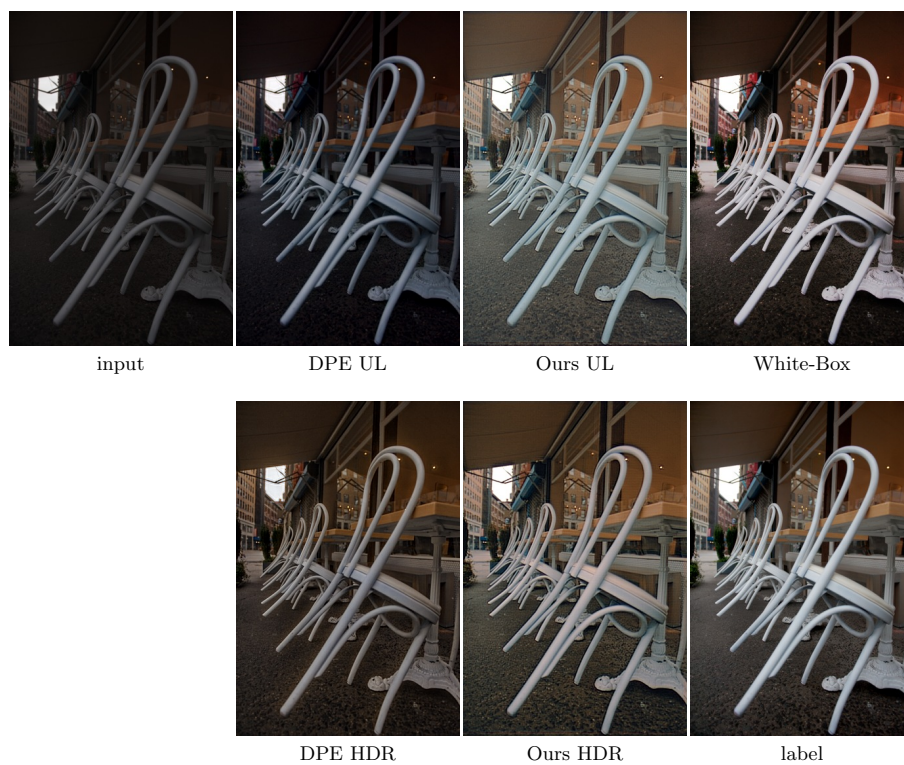 input
DPE UL
Ours UL
White-Box
DPE HDR
Ours HDR
label